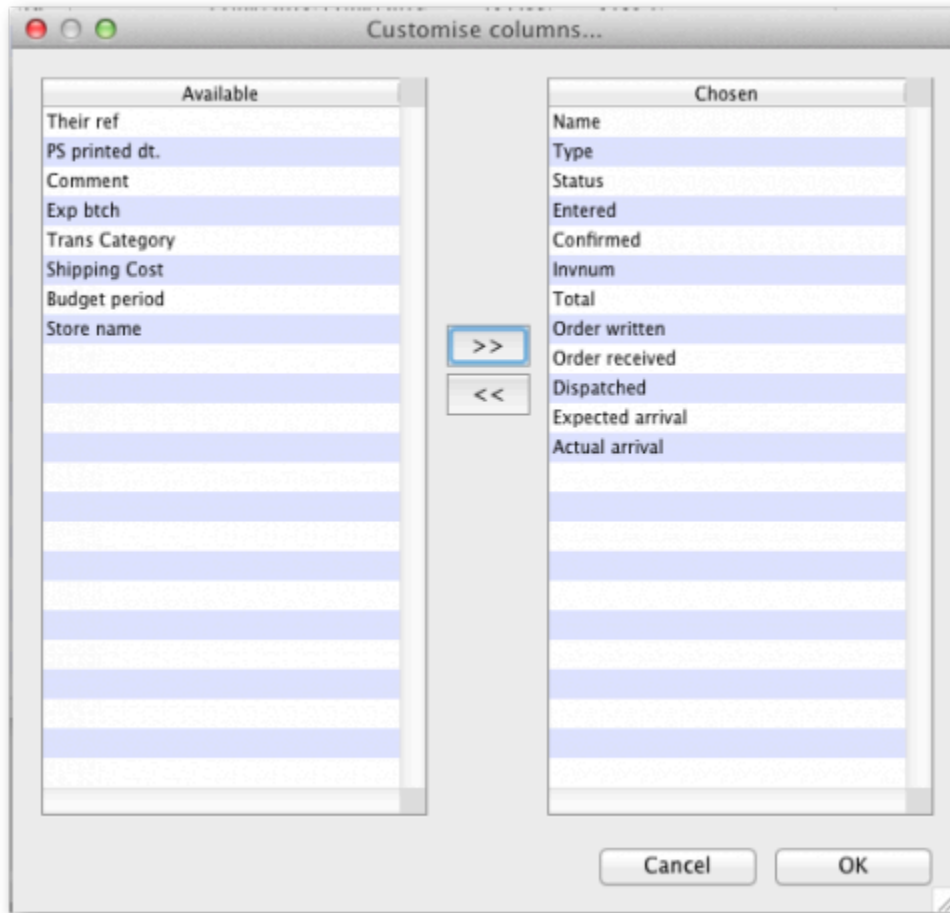 Customise columns...
Available
Their ref
PS printed dt.
Comment
Exp btch
Trans Category
Shipping Cost
Budget period
Store name
>>
<<
Chosen
Name
Type
Status
Entered
Confirmed
Invnum
Total
Order written
Order received
Dispatched
Expected arrival
Actual arrival
Cancel
OK